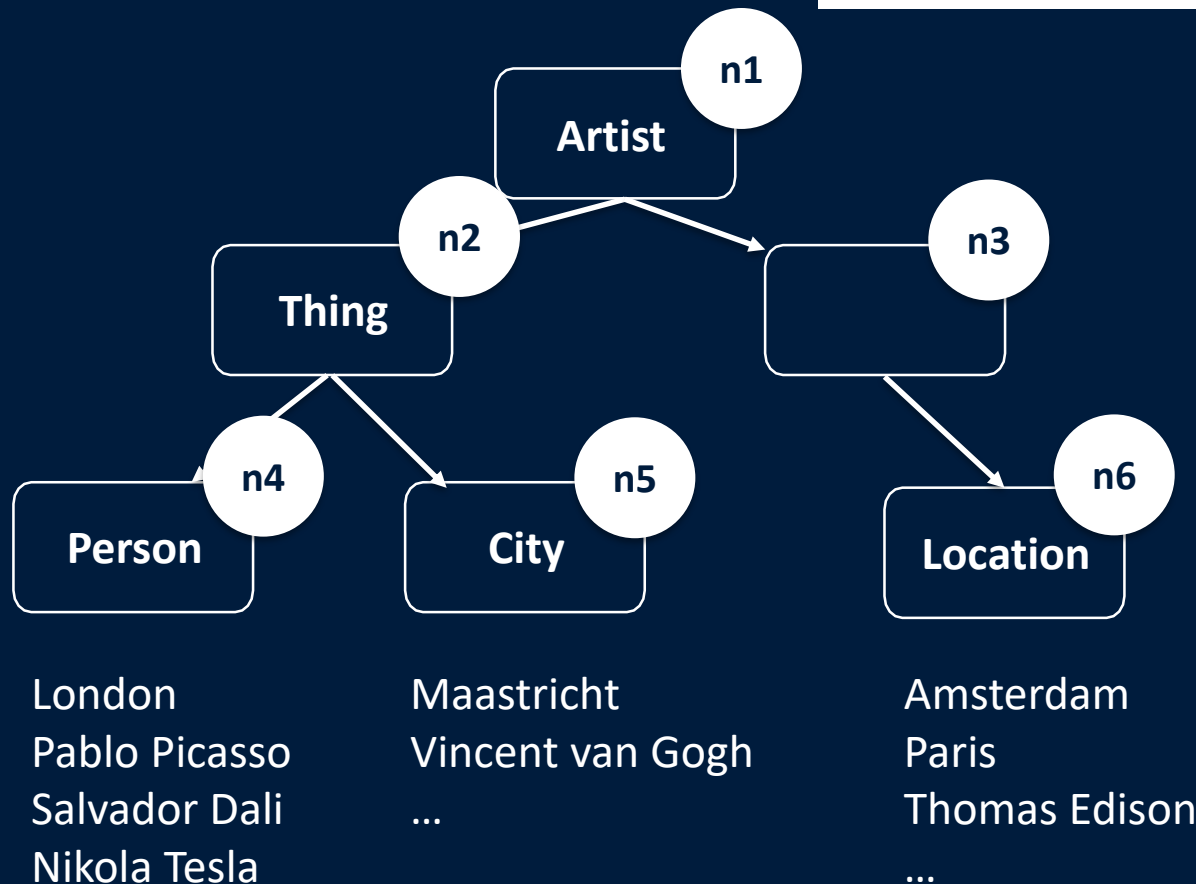 n1
Artist
n2
n3
Thing
n4
n5
n6
Person
City
Location
London
Pablo Picasso
Salvador Dali
Nikola Tesla
Maastricht
Vincent van Gogh
...
Amsterdam
Paris
Thomas Edison
...